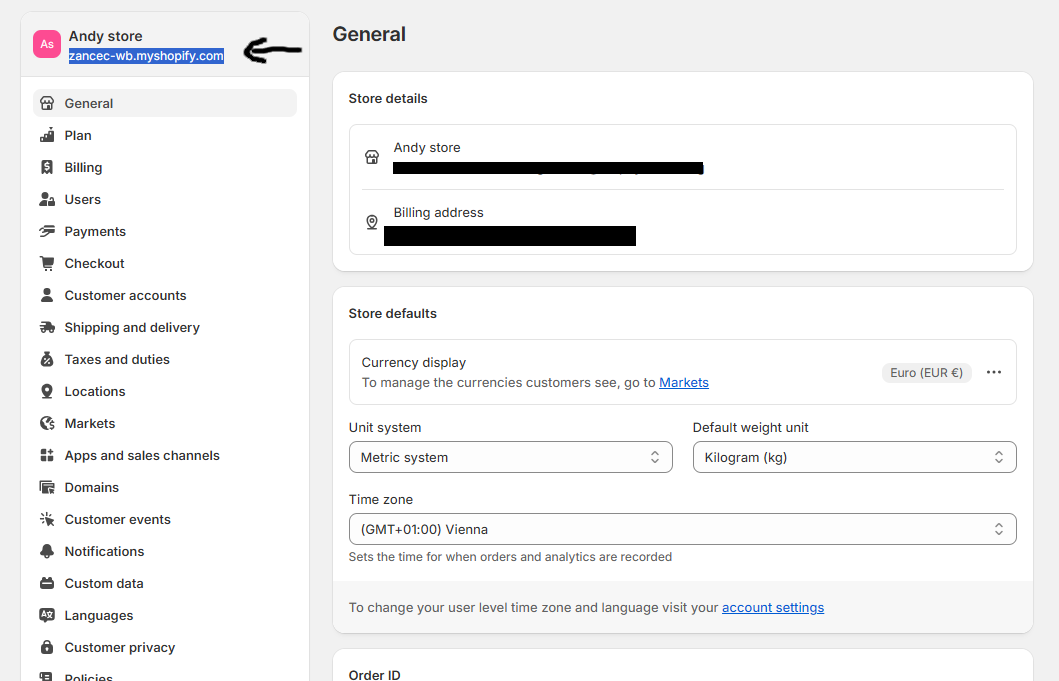 As
Andy store
zancec-wb.myshopify.com
General
Plan
Billing
Users
Payments
Checkout
Customer accounts
Shipping and delivery
Taxes and duties
Locations
Markets
Apps and sales channels
Domains
Customer events
Notifications
Custom data
Languages
Customer privacy
Policies
General
Store details
Andy store
Billing address
Store defaults
Currency display
To manage the currencies customers see, go to Markets
Euro (EUR €)
Unit system
Default weight unit
Metric system
Kilogram (kg)
Time zone
(GMT+01:00) Vienna
Sets the time for when orders and analytics are recorded
To change your user level time zone and language visit your account settings
Order ID